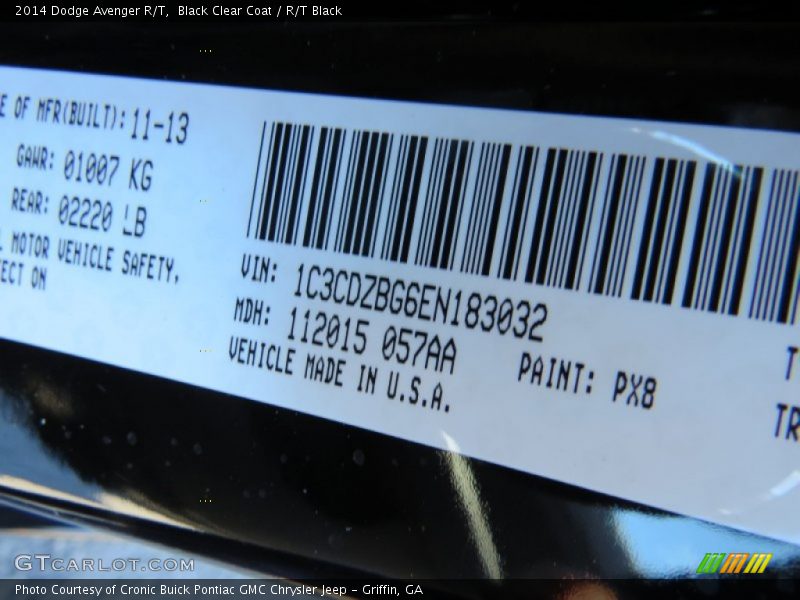 2014 Dodge Avenger R/T,  Black Clear Coat / R/T Black
E OF MFR(BUILT): 11-13
GAWR: 01007 KG
REAR: 02220 LB
MOTOR VEHICLE SAFETY,
ECT ON
VIN: 1C3CDZBG6EN183032
MDH: 112015 057AA
PAINT: PX8
VEHICLE MADE IN U.S.A.
T
TR
GTCARLOT.COM
Photo Courtesy of Cronic Buick Pontiac GMC Chrysler Jeep – Griffin, GA